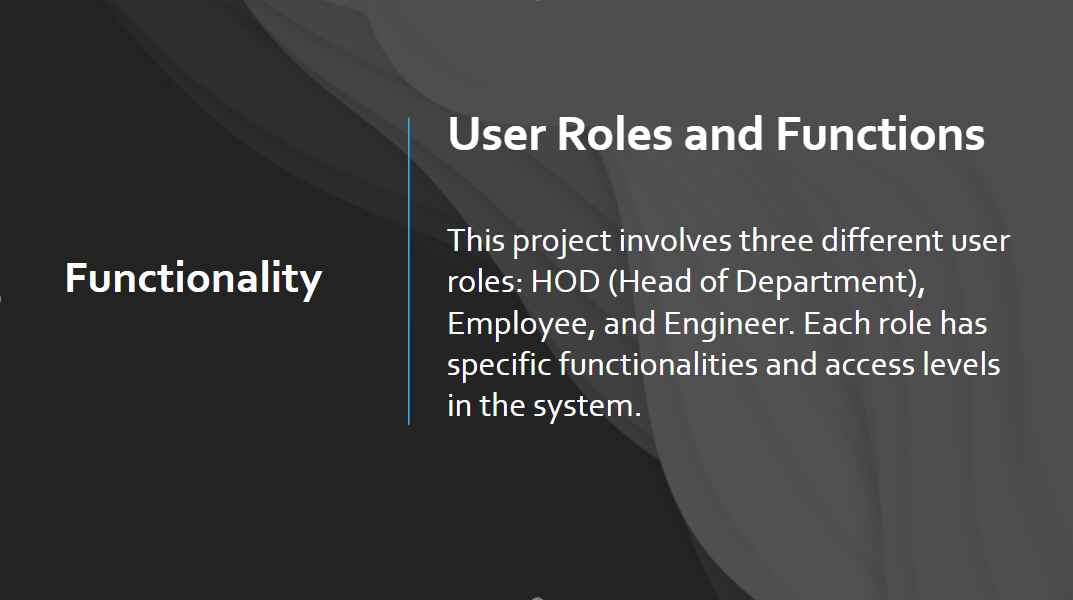 Functionality
User Roles and Functions
This project involves three different user
roles: HOD (Head of Department),
Employee, and Engineer. Each role has
specific functionalities and access levels
in the system.